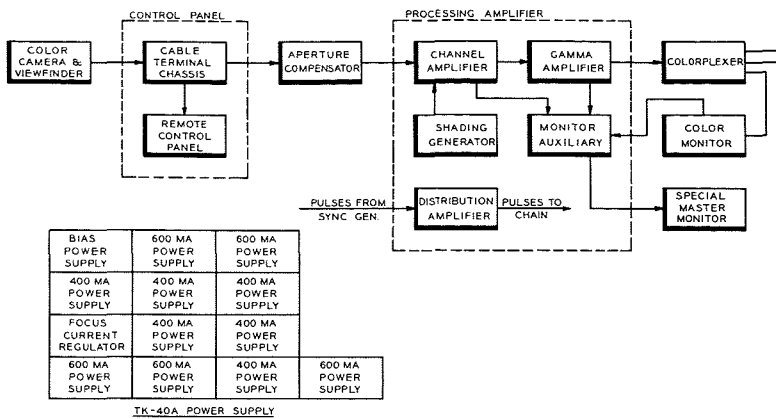 CONTROL PANEL
PROCESSING AMPLIFIER
COLOR
CAMERA &
VIEWFINDER
CABLE
TERMINAL
CHASSIS
APERTURE
COMPENSATOR
CHANNEL
AMPLIFIER
GAMMA
AMPLIFIER
COLORPLEXER
REMOTE
CONTROL
PANEL
SHADING
GENERATOR
MONITOR
AUXILIARY
COLOR
MONITOR
PULSES FROM
SYNC GEN.
DISTRIBUTION
AMPLIFIER
PULSES TO
CHAIN
SPECIAL
MASTER
MONITOR
BIAS
POWER
SUPPLY
600 MA
POWER
SUPPLY
600 MA
POWER
SUPPLY
400 MA
POWER
SUPPLY
400 MA
POWER
SUPPLY
400 MA
POWER
SUPPLY
FOCUS
CURRENT
REGULATOR
400 MA
POWER
SUPPLY
400 MA
POWER
SUPPLY
600 MA
POWER
SUPPLY
600 MA
POWER
SUPPLY
400 MA
POWER
SUPPLY
600 MA
POWER
SUPPLY
TK-40A POWER SUPPLY